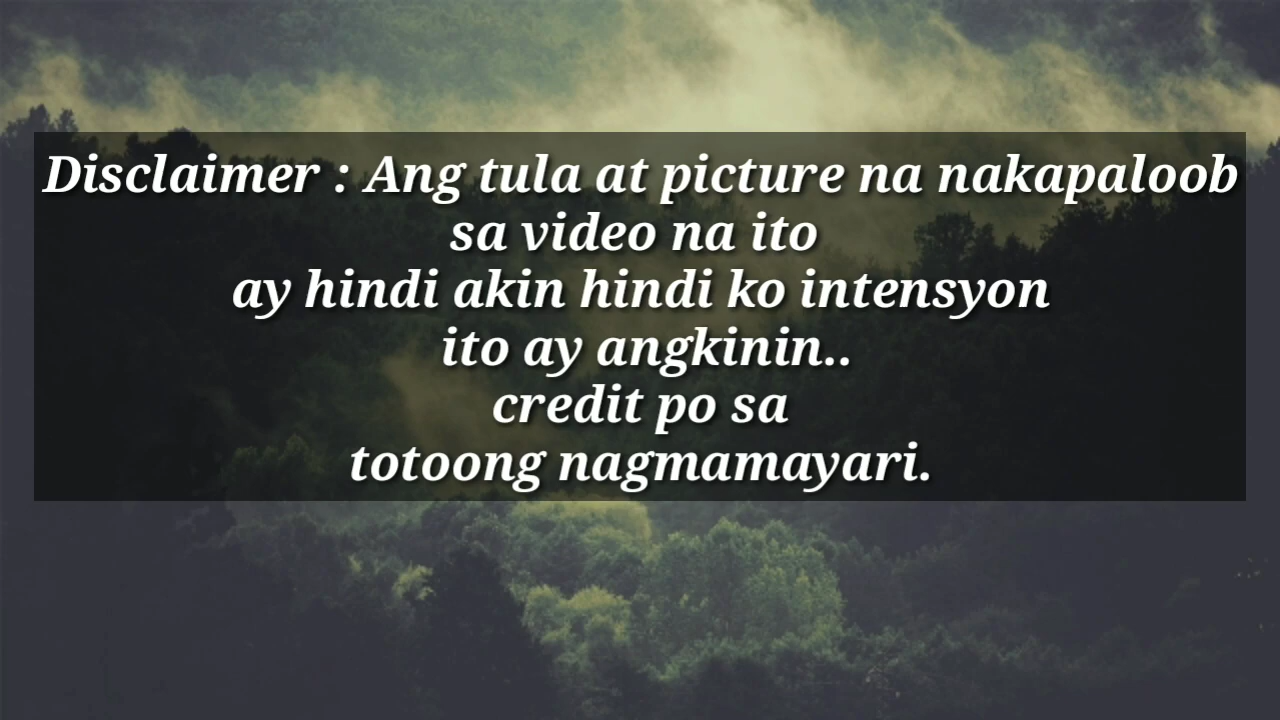 Disclaimer : Ang tula at picture na nakapaloob
sa video na ito
ay hindi akin hindi ko intensyon
ito ay angkinin..
credit po sa
totoong nagmamayari.